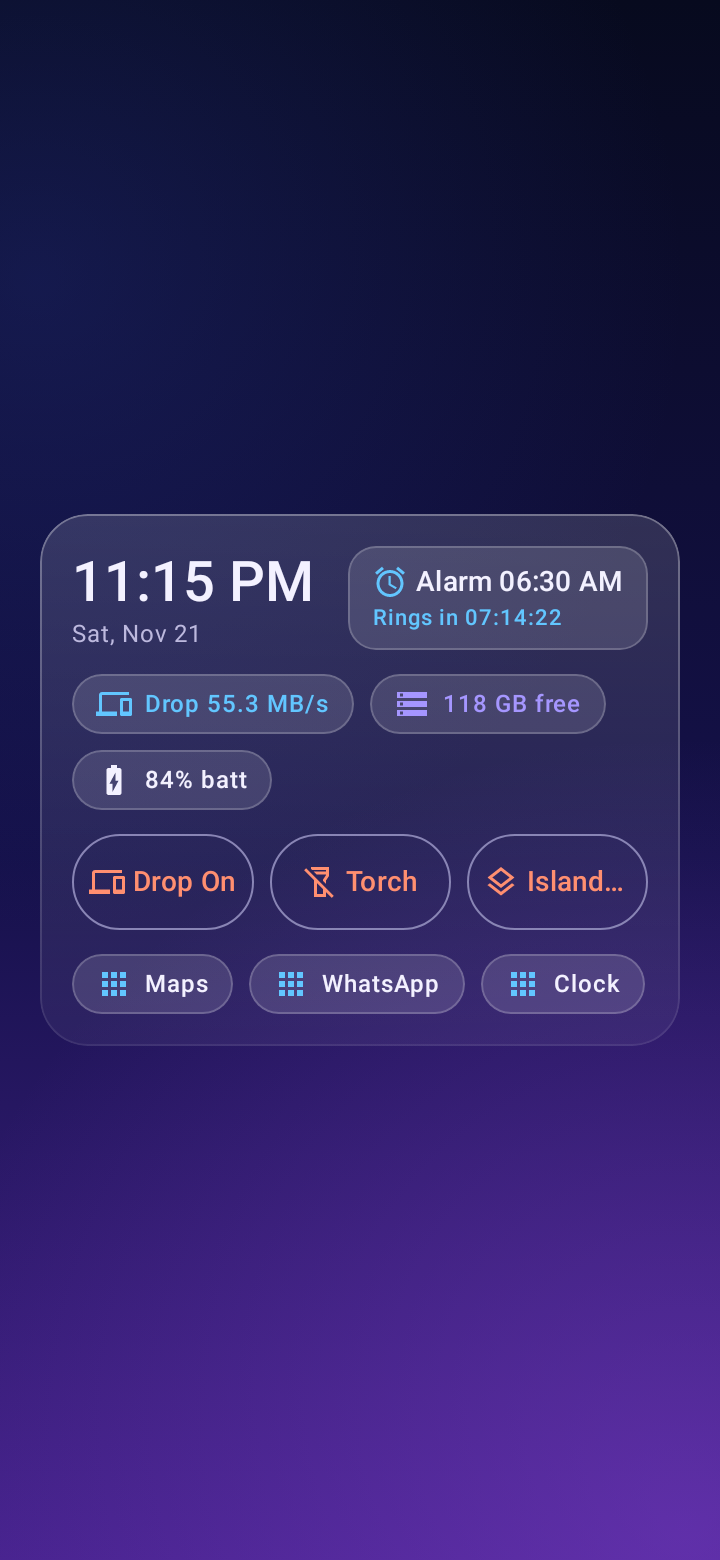 11:15 PM
Sat, Nov 21
Alarm 06:30 AM
Rings in 07:14:22
Drop 55.3 MB/s
118 GB free
84% batt
Drop On
Torch
Island…
Maps
WhatsApp
Clock